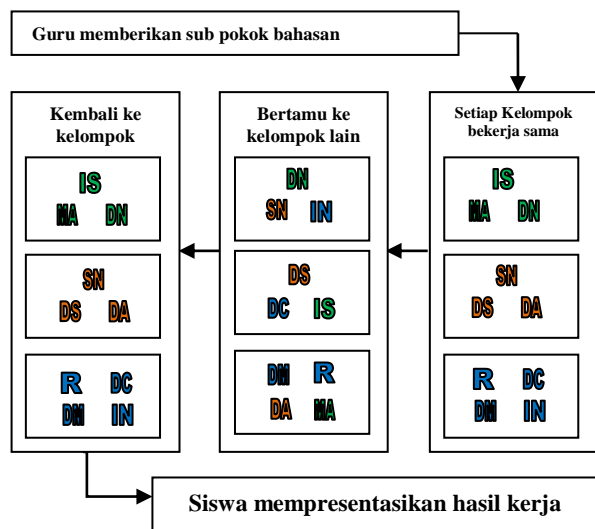 Guru memberikan sub pokok bahasan
Kembali ke
kelompok
IS
MA DN
SN
DS DA
R DC
DM IN
Bertamu ke
kelompok lain
DN
SN IN
DS
DC IS
DM R
DA MA
Setiap Kelompok
bekerja sama
IS
MA DN
SN
DS DA
R DC
DM IN
Siswa mempresentasikan hasil kerja